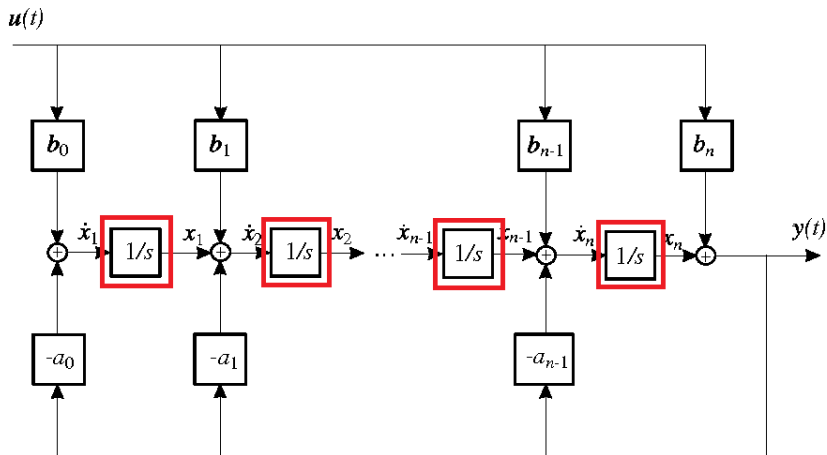 u(t)
b₀ b₁ bₙ₋₁ bₙ
ẋ₁ 1/s x₁ ẋ₂ 1/s x₂ ... ẋₙ₋₁ 1/s xₙ₋₁ ẋₙ 1/s xₙ y(t)
+ + + +
-a₀ -a₁ -aₙ₋₁